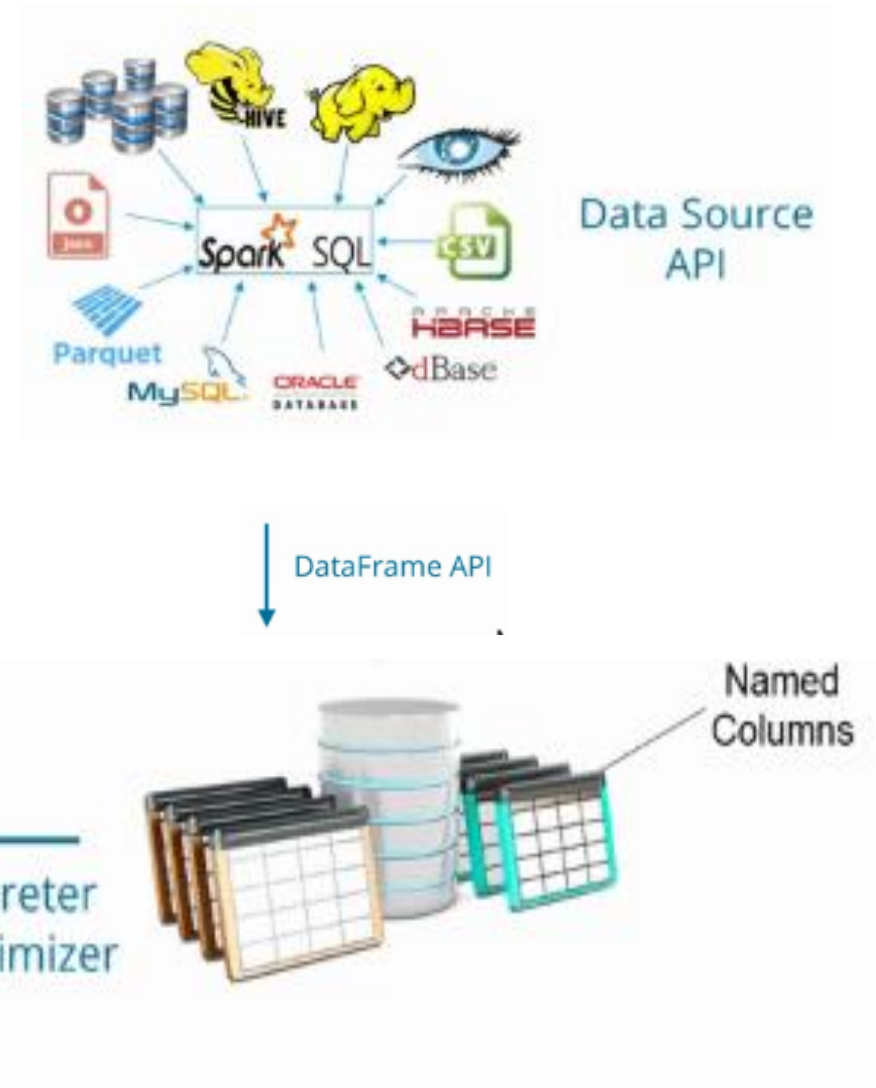 HIVE
Spark SQL
CSV
Data Source
API
APACHE
HBASE
Parquet
dBase
MySQL
ORACLE
DATABASE
DataFrame API
Named
Columns
reter
imizer